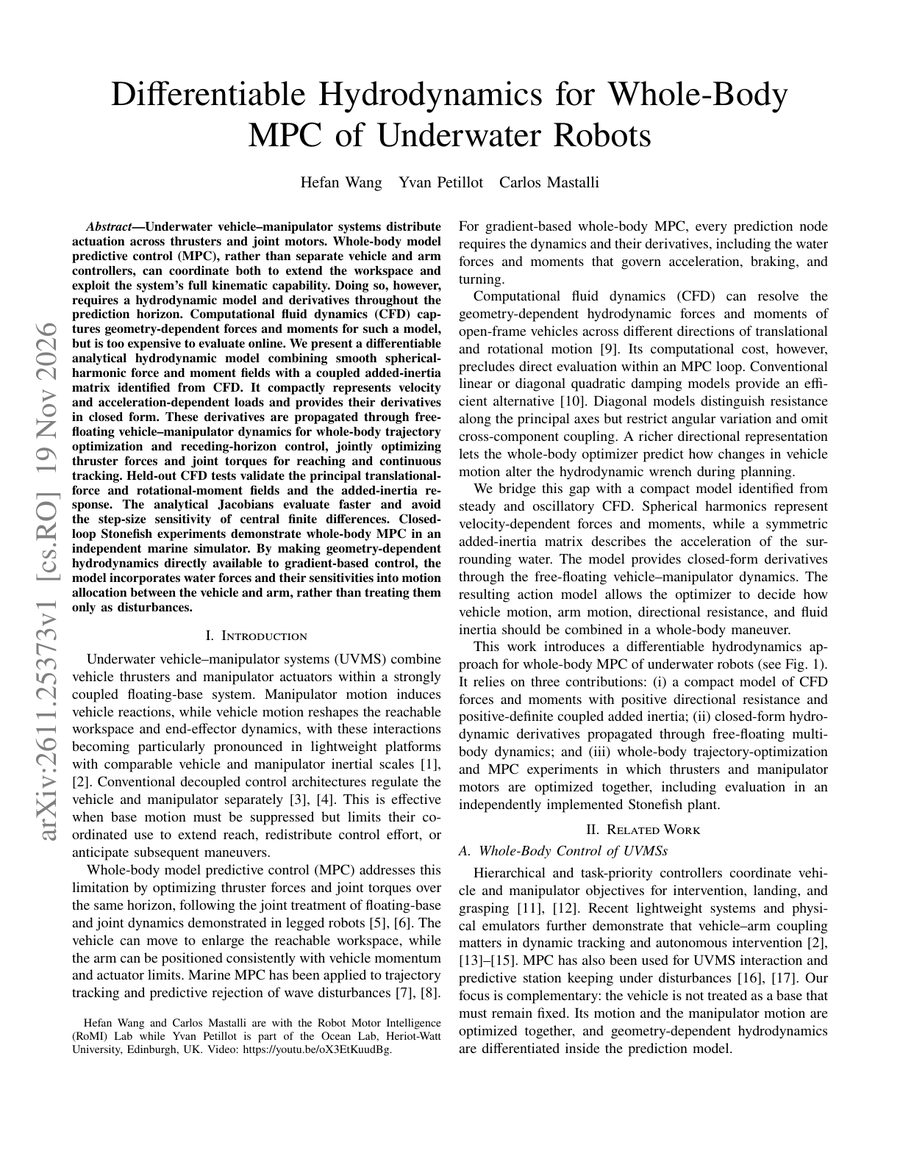 Differentiable Hydrodynamics for Whole-Body
MPC of Underwater Robots
Hefan Wang Yvan Petillot Carlos Mastalli
arXiv:2611.25373v1 [cs.RO] 19 Nov 2026
Abstract—Underwater vehicle–manipulator systems distribute
actuation across thrusters and joint motors. Whole-body model
predictive control (MPC), rather than separate vehicle and arm
controllers, can coordinate both to extend the workspace and
exploit the system's full kinematic capability. Doing so, however,
requires a hydrodynamic model and derivatives throughout the
prediction horizon. Computational fluid dynamics (CFD) cap-
tures geometry-dependent forces and moments for such a model,
but is too expensive to evaluate online. We present a differentiable
analytical hydrodynamic model combining smooth spherical-
harmonic force and moment fields with a coupled added-inertia
matrix identified from CFD. It compactly represents velocity
and acceleration-dependent loads and provides their derivatives
in closed form. These derivatives are propagated through free-
floating vehicle–manipulator dynamics for whole-body trajectory
optimization and receding-horizon control, jointly optimizing
thruster forces and joint torques for reaching and continuous
tracking. Held-out CFD tests validate the principal translational-
force and rotational-moment fields and the added-inertia re-
sponse. The analytical Jacobians evaluate faster and avoid
the step-size sensitivity of central finite differences. Closed-
loop Stonefish experiments demonstrate whole-body MPC in an
independent marine simulator. By making geometry-dependent
hydrodynamics directly available to gradient-based control, the
model incorporates water forces and their sensitivities into motion
allocation between the vehicle and arm, rather than treating them
only as disturbances.
I. Introduction
Underwater vehicle–manipulator systems (UVMS) combine
vehicle thrusters and manipulator actuators within a strongly
coupled floating-base system. Manipulator motion induces
vehicle reactions, while vehicle motion reshapes the reachable
workspace and end-effector dynamics, with these interactions
becoming particularly pronounced in lightweight platforms
with comparable vehicle and manipulator inertial scales [1],
[2]. Conventional decoupled control architectures regulate the
vehicle and manipulator separately [3], [4]. This is effective
when base motion must be suppressed but limits their co-
ordinated use to extend reach, redistribute control effort, or
anticipate subsequent maneuvers.
Whole-body model predictive control (MPC) addresses this
limitation by optimizing thruster forces and joint torques over
the same horizon, following the joint treatment of floating-base
and joint dynamics demonstrated in legged robots [5], [6]. The
vehicle can move to enlarge the reachable workspace, while
the arm can be positioned consistently with vehicle momentum
and actuator limits. Marine MPC has been applied to trajectory
tracking and predictive rejection of wave disturbances [7], [8].
Hefan Wang and Carlos Mastalli are with the Robot Motor Intelligence
(RoMI) Lab while Yvan Petillot is part of the Ocean Lab, Heriot-Watt
University, Edinburgh, UK. Video: https://youtu.be/oX3EtKuudBg.
For gradient-based whole-body MPC, every prediction node
requires the dynamics and their derivatives, including the water
forces and moments that govern acceleration, braking, and
turning.
Computational fluid dynamics (CFD) can resolve the
geometry-dependent hydrodynamic forces and moments of
open-frame vehicles across different directions of translational
and rotational motion [9]. Its computational cost, however,
precludes direct evaluation within an MPC loop. Conventional
linear or diagonal quadratic damping models provide an effi-
cient alternative [10]. Diagonal models distinguish resistance
along the principal axes but restrict angular variation and omit
cross-component coupling. A richer directional representation
lets the whole-body optimizer predict how changes in vehicle
motion alter the hydrodynamic wrench during planning.
We bridge this gap with a compact model identified from
steady and oscillatory CFD. Spherical harmonics represent
velocity-dependent forces and moments, while a symmetric
added-inertia matrix describes the acceleration of the sur-
rounding water. The model provides closed-form derivatives
through the free-floating vehicle–manipulator dynamics. The
resulting action model allows the optimizer to decide how
vehicle motion, arm motion, directional resistance, and fluid
inertia should be combined in a whole-body maneuver.
This work introduces a differentiable hydrodynamics ap-
proach for whole-body MPC of underwater robots (see Fig. 1).
It relies on three contributions: (i) a compact model of CFD
forces and moments with positive directional resistance and
positive-definite coupled added inertia; (ii) closed-form hydro-
dynamic derivatives propagated through free-floating multi-
body dynamics; and (iii) whole-body trajectory-optimization
and MPC experiments in which thrusters and manipulator
motors are optimized together, including evaluation in an
independently implemented Stonefish plant.
II. Related Work
A. Whole-Body Control of UVMSs
Hierarchical and task-priority controllers coordinate vehi-
cle and manipulator objectives for intervention, landing, and
grasping [11], [12]. Recent lightweight systems and physi-
cal emulators further demonstrate that vehicle–arm coupling
matters in dynamic tracking and autonomous intervention [2],
[13]–[15]. MPC has also been used for UVMS interaction and
predictive station keeping under disturbances [16], [17]. Our
focus is complementary: the vehicle is not treated as a base that
must remain fixed. Its motion and the manipulator motion are
optimized together, and geometry-dependent hydrodynamics
are differentiated inside the prediction model.